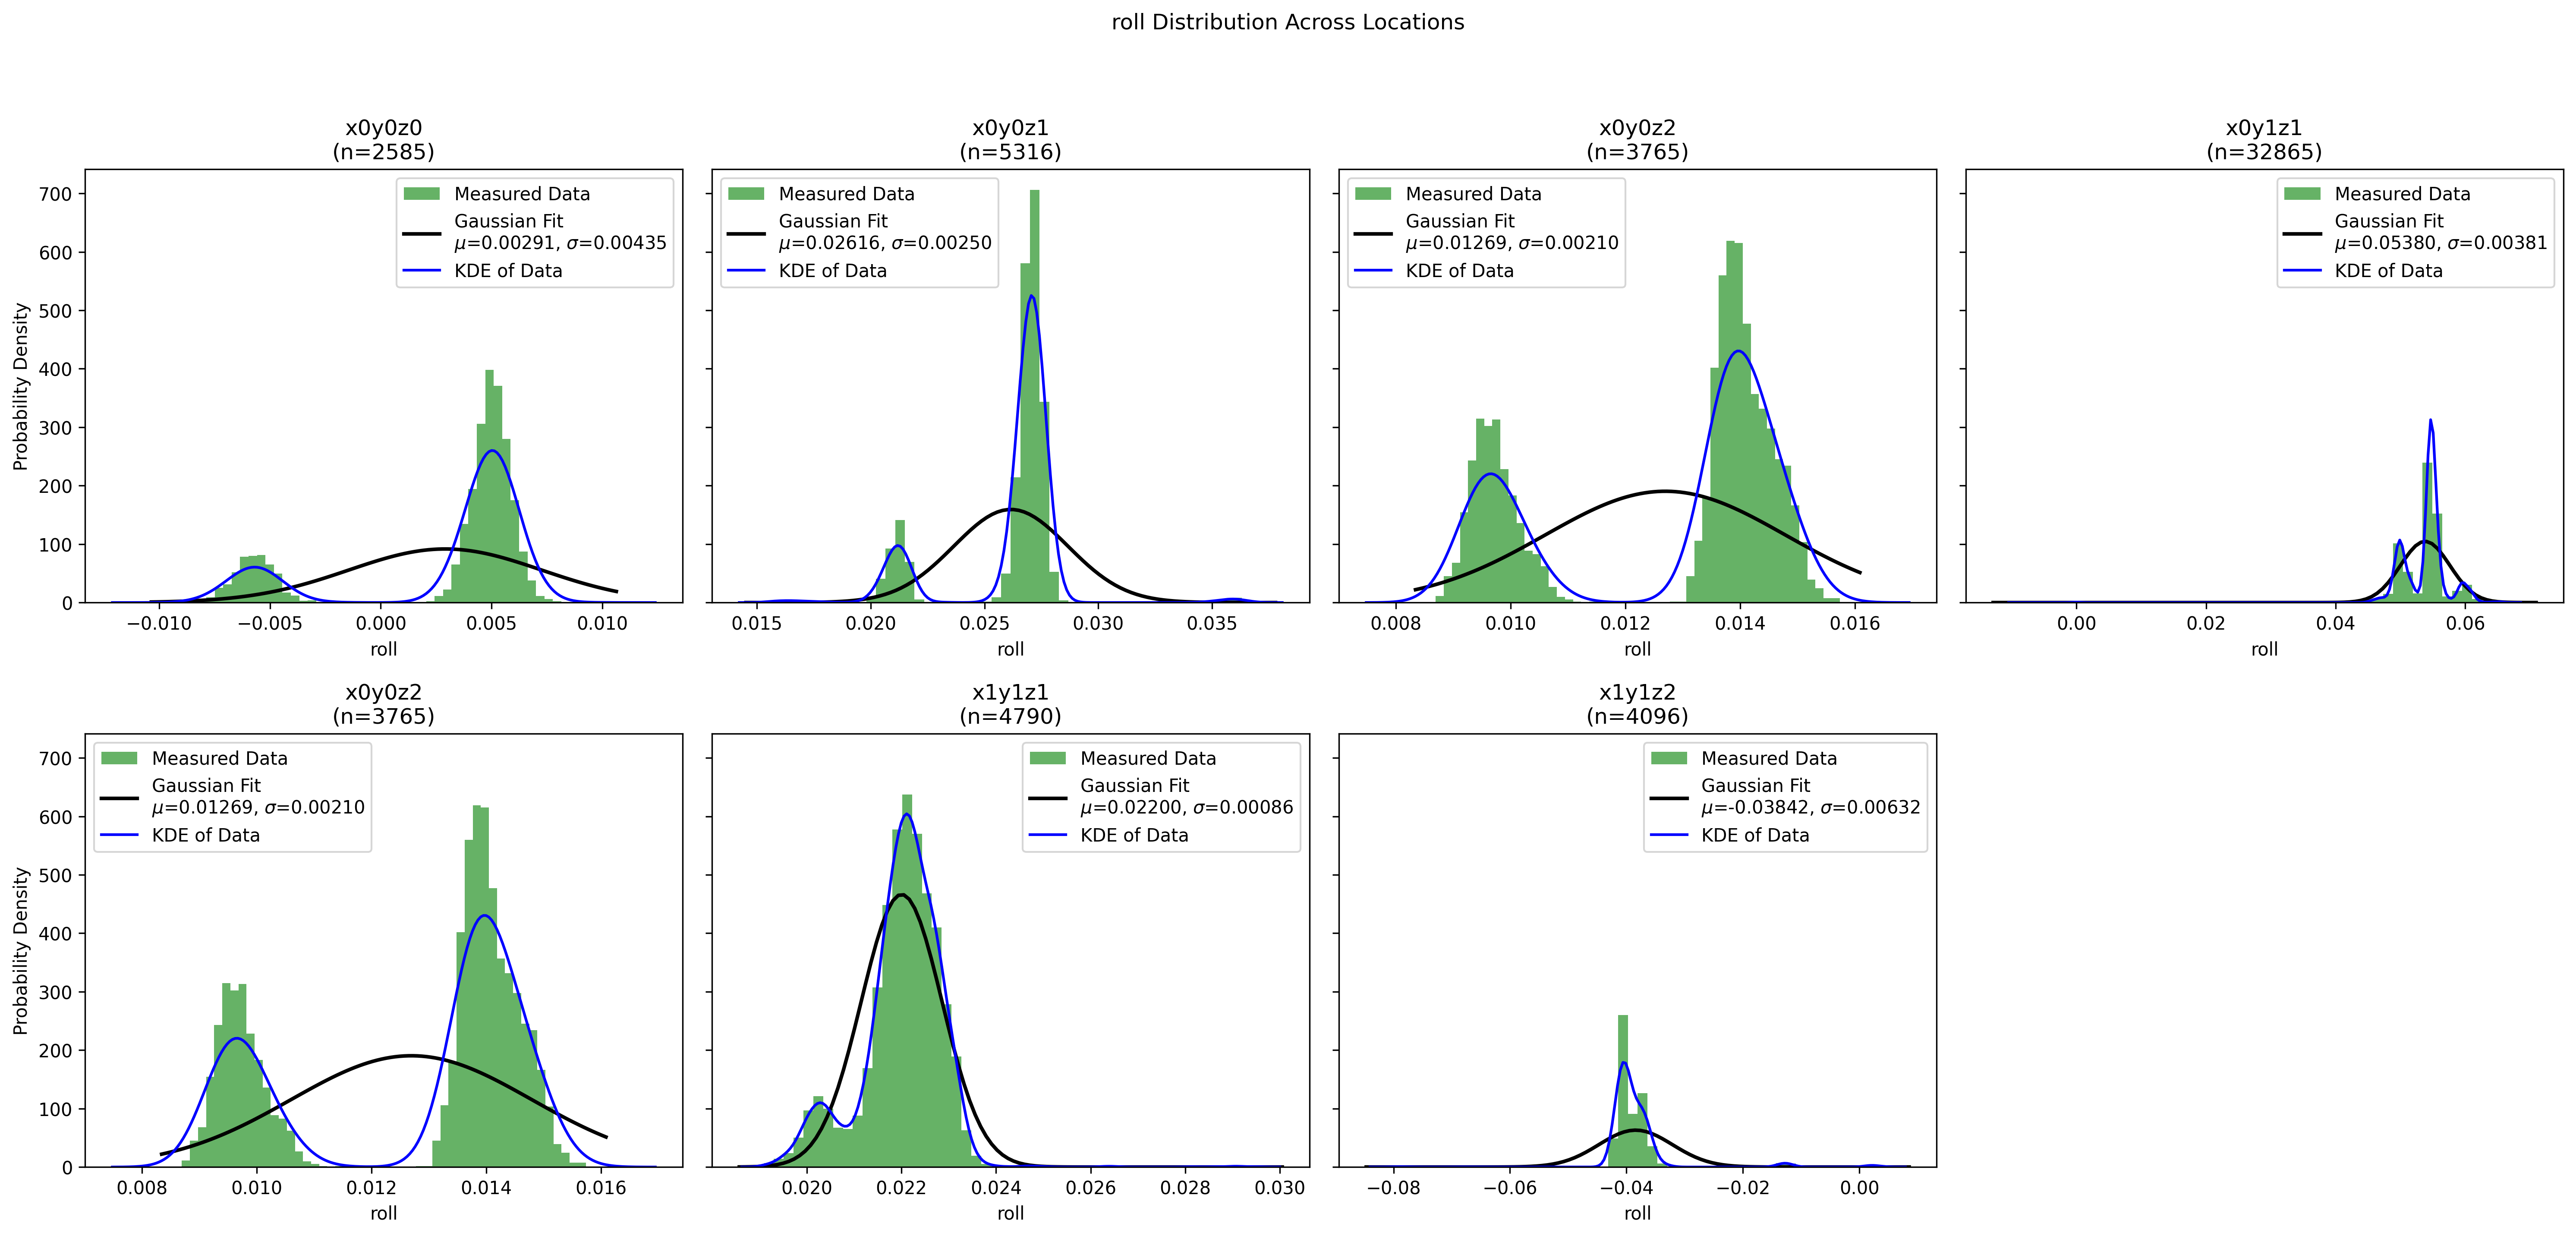 roll Distribution Across Locations
x0y0z0
(n=2585)
Measured Data
Gaussian Fit
μ=0.00291, σ=0.00435
KDE of Data
Probability Density
700
600
500
400
300
200
100
0
−0.010 −0.005 0.000 0.005 0.010
roll
x0y0z1
(n=5316)
Measured Data
Gaussian Fit
μ=0.02616, σ=0.00250
KDE of Data
0.015 0.020 0.025 0.030 0.035
roll
x0y0z2
(n=3765)
Measured Data
Gaussian Fit
μ=0.01269, σ=0.00210
KDE of Data
0.008 0.010 0.012 0.014 0.016
roll
x0y1z1
(n=32865)
Measured Data
Gaussian Fit
μ=0.05380, σ=0.00381
KDE of Data
0.00 0.02 0.04 0.06
roll
x0y0z2
(n=3765)
Measured Data
Gaussian Fit
μ=0.01269, σ=0.00210
KDE of Data
Probability Density
700
600
500
400
300
200
100
0
0.008 0.010 0.012 0.014 0.016
roll
x1y1z1
(n=4790)
Measured Data
Gaussian Fit
μ=0.02200, σ=0.00086
KDE of Data
0.020 0.022 0.024 0.026 0.028 0.030
roll
x1y1z2
(n=4096)
Measured Data
Gaussian Fit
μ=-0.03842, σ=0.00632
KDE of Data
−0.08 −0.06 −0.04 −0.02 0.00
roll